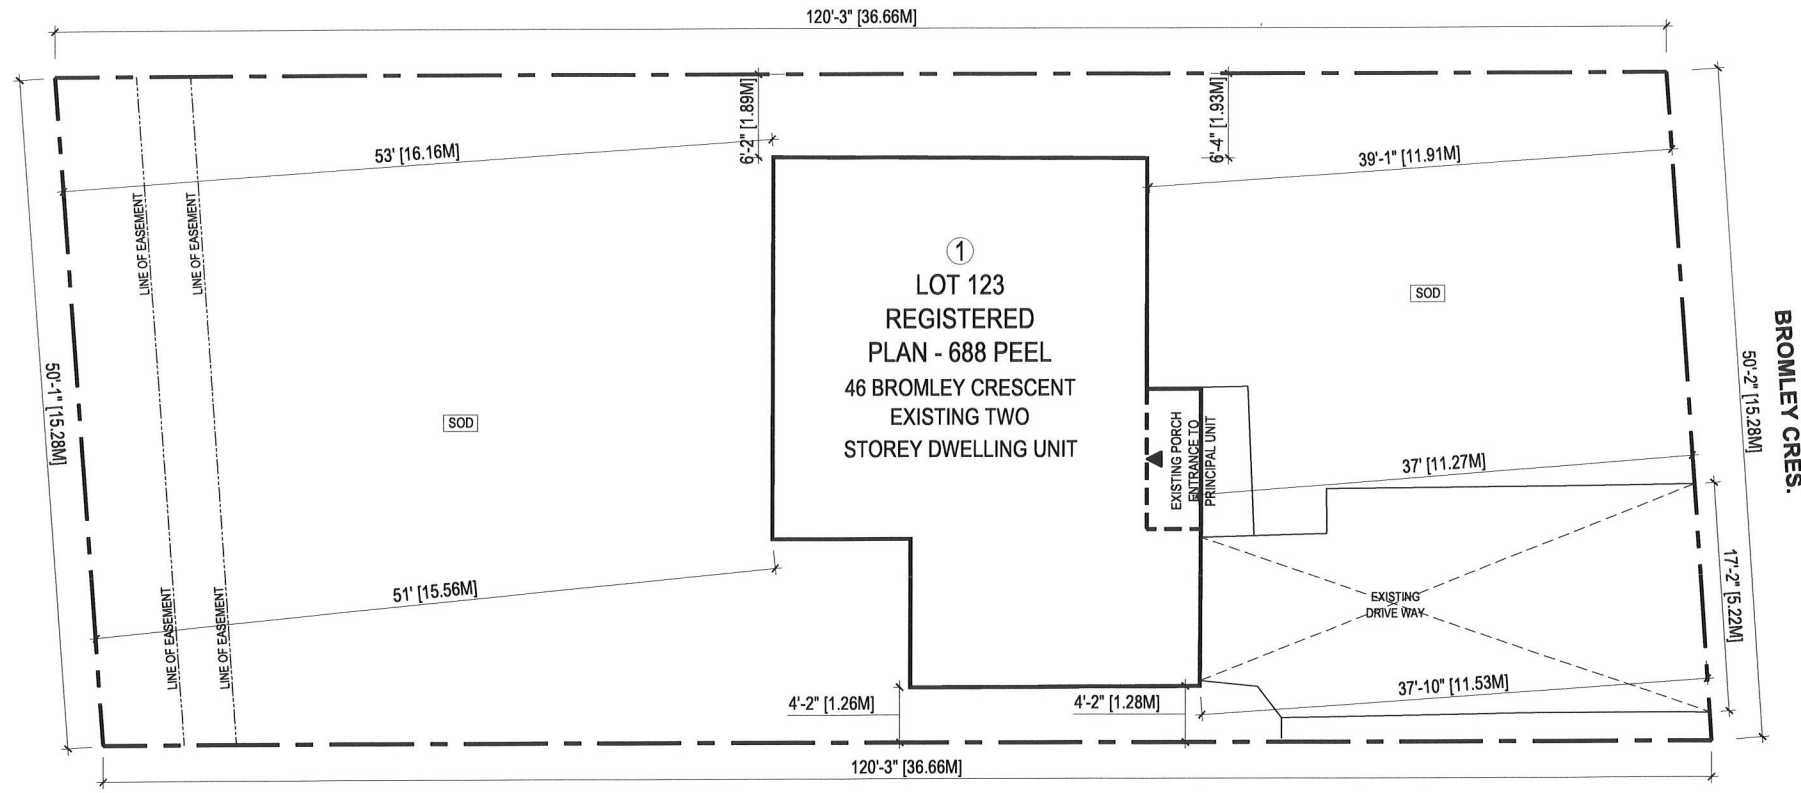 120'-3" [36.66M]
6'-2" [1.89M]
6'-4" [1.93M]
53' [16.16M]
39'-1" [11.91M]
LINE OF EASEMENT
LINE OF EASEMENT
1
LOT 123
REGISTERED
PLAN - 688 PEEL
46 BROMLEY CRESCENT
EXISTING TWO
STOREY DWELLING UNIT
SOD
SOD
50'-1" [15.28M]
50'-2" [15.28M]
BROMLEY CRES.
EXISTING PORCH
ENTRANCE TO
PRINCIPAL UNIT
37' [11.27M]
17'-2" [5.22M]
51' [15.56M]
EXISTING
DRIVE WAY
LINE OF EASEMENT
LINE OF EASEMENT
4'-2" [1.26M]
4'-2" [1.28M]
37'-10" [11.53M]
120'-3" [36.66M]